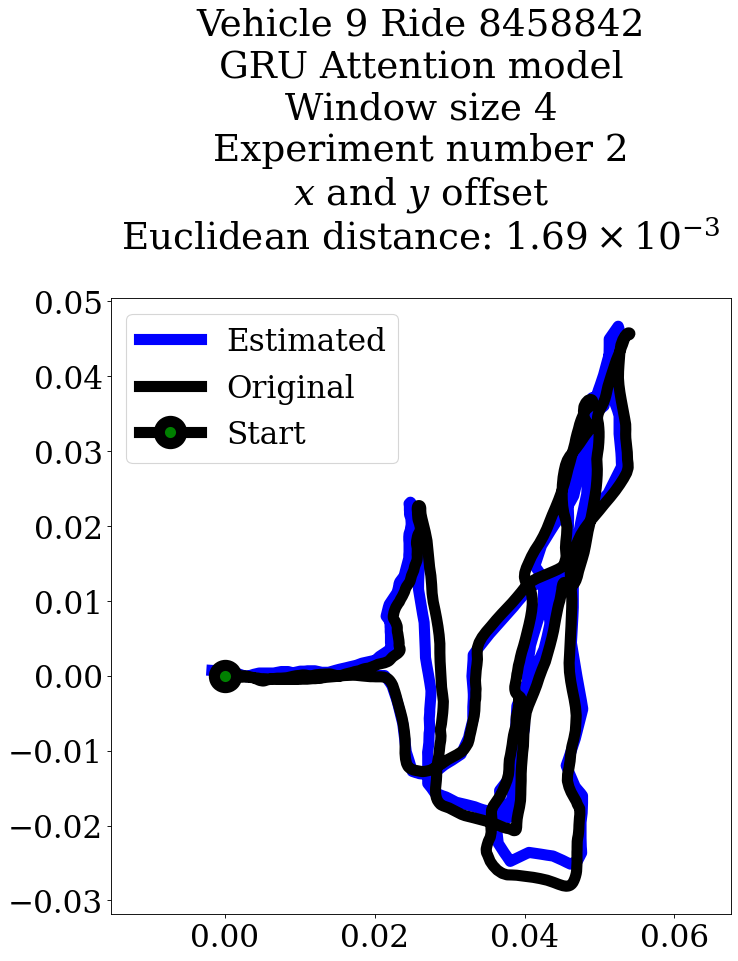 Vehicle 9 Ride 8458842
GRU Attention model
Window size 4
Experiment number 2
x and y offset
Euclidean distance: 1.69 × 10⁻³
0.05
0.04
0.03
0.02
0.01
0.00
−0.01
−0.02
−0.03
Estimated
Original
Start
0.00 0.02 0.04 0.06